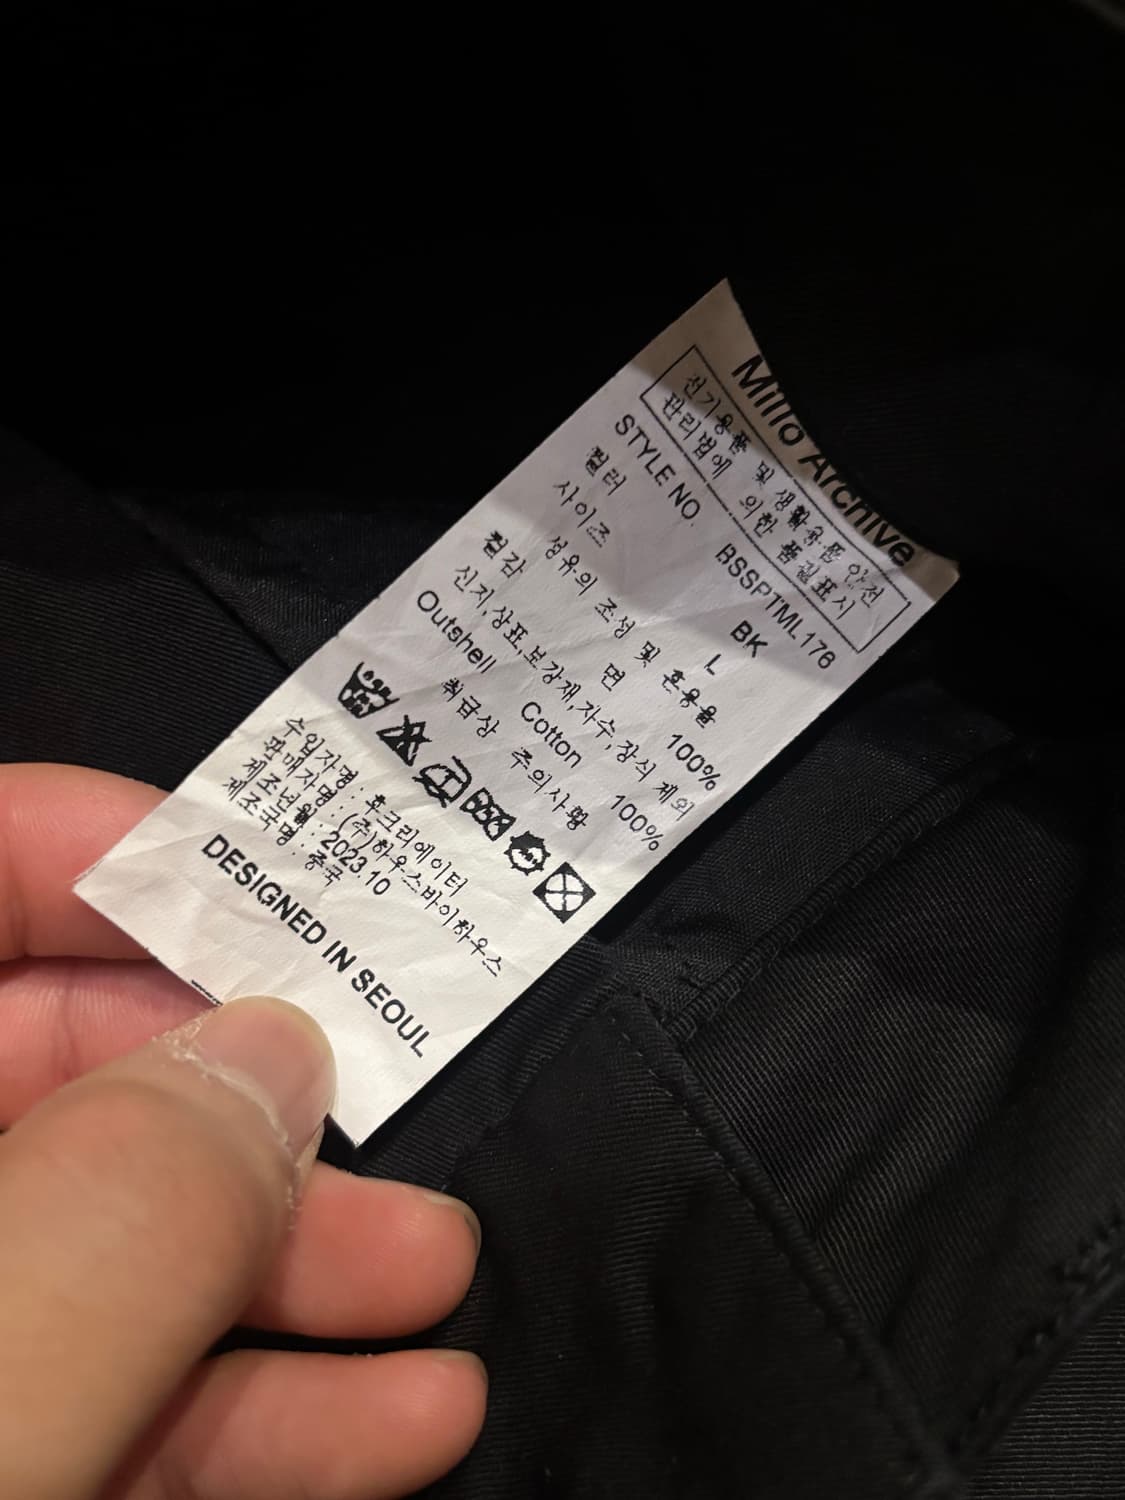 Millo Archive
전기용품 및 생활용품 안전
관리법에 의한 품질표시
STYLE NO. BSSPTML176
컬러 BK
사이즈 L
섬유의 조성 및 혼용율
겉감 면 100%
신지,상표,보강재,자수,장식 제외
Outshell Cotton 100%
취급상 주의사항
수입자명 : 후크리에이터
판매자명 : (주)하우스바이하우스
제조년월 : 2023.10
제조국명 : 중국
DESIGNED IN SEOUL